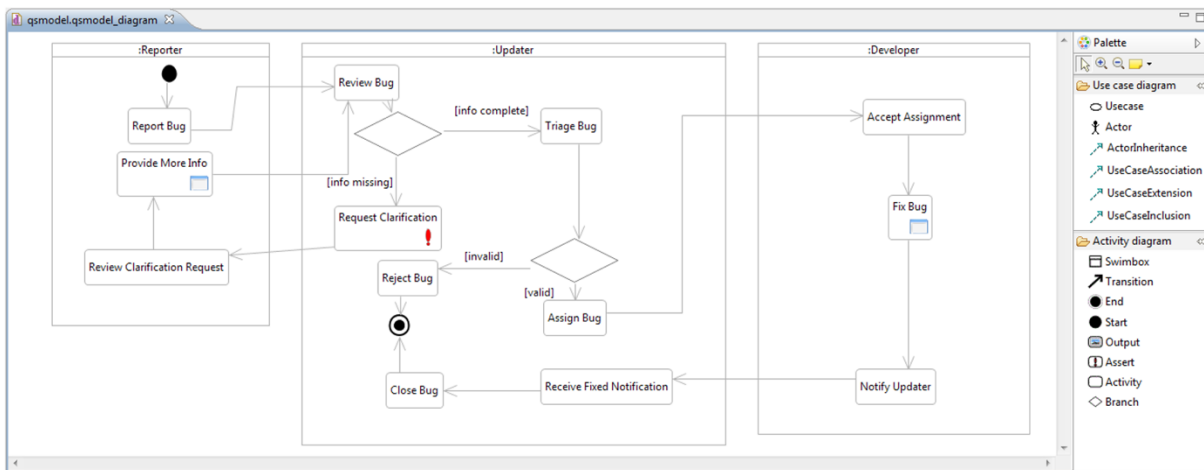 qsmodel.qsmodel_diagram
:Reporter
Report Bug
Provide More Info
Review Clarification Request
:Updater
Review Bug
[info complete]
Triage Bug
[info missing]
Request Clarification
[invalid]
Reject Bug
[valid]
Assign Bug
Close Bug
Receive Fixed Notification
:Developer
Accept Assignment
Fix Bug
Notify Updater
Palette
Use case diagram
Usecase
Actor
ActorInheritance
UseCaseAssociation
UseCaseExtension
UseCaseInclusion
Activity diagram
Swimbox
Transition
End
Start
Output
Assert
Activity
Branch